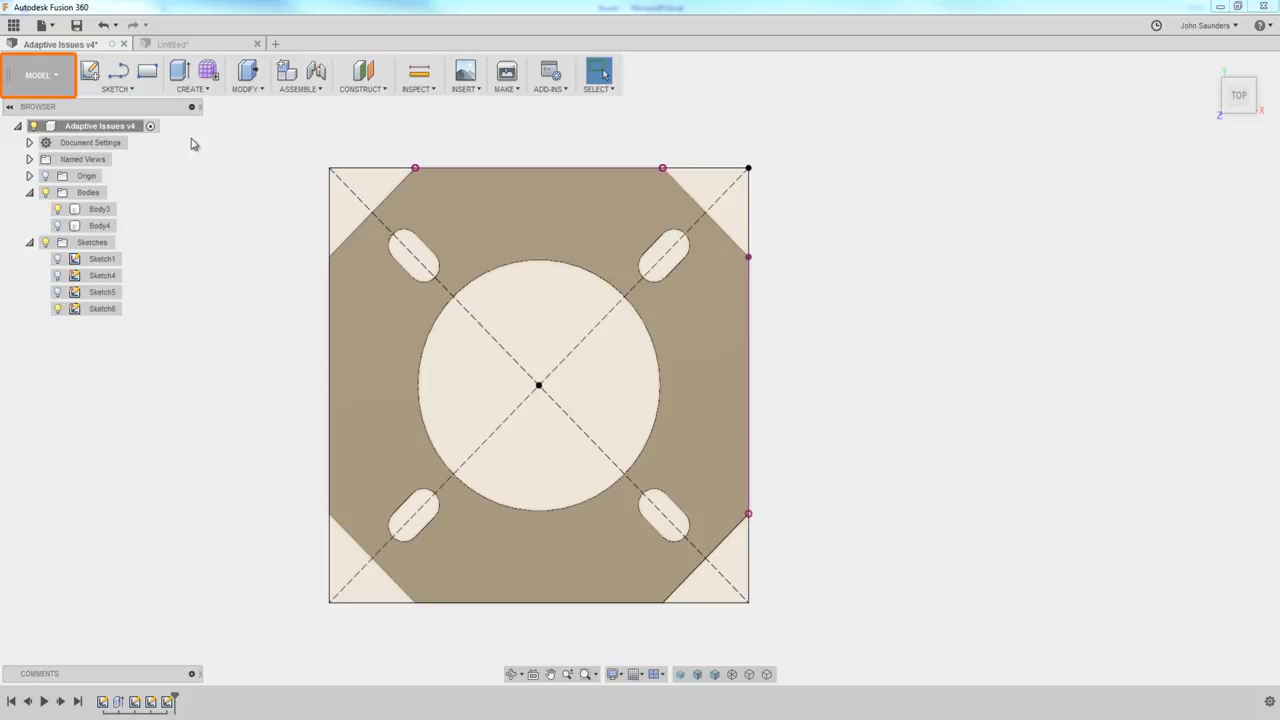 Autodesk Fusion 360
John Saunders
Adaptive Issues v4*
Untitled*
MODEL
SKETCH
CREATE
MODIFY
ASSEMBLE
CONSTRUCT
INSPECT
INSERT
MAKE
ADD-INS
SELECT
BROWSER
Adaptive Issues v4
Document Settings
Named Views
Origin
Bodies
Body3
Body4
Sketches
Sketch1
Sketch4
Sketch5
Sketch6
TOP
Y
X
Z
COMMENTS